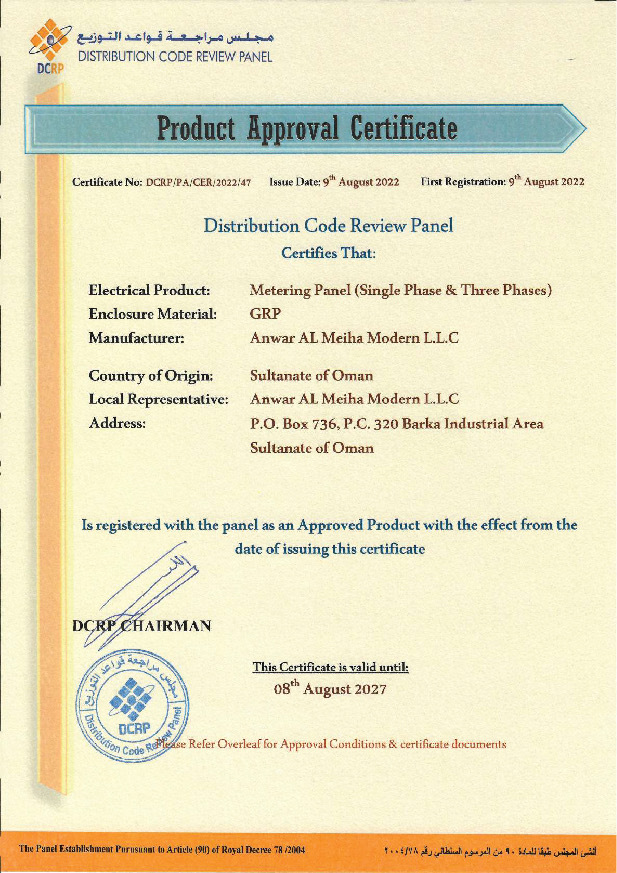 مجلس مراجعة قواعد التوزيع
DISTRIBUTION CODE REVIEW PANEL
DCRP
Product Approval Certificate
Certificate No: DCRP/PA/CER/2022/47 Issue Date: 9th August 2022 First Registration: 9th August 2022
Distribution Code Review Panel
Certifies That:
Electrical Product: Metering Panel (Single Phase & Three Phases)
Enclosure Material: GRP
Manufacturer: Anwar AL Meiha Modern L.L.C
Country of Origin: Sultanate of Oman
Local Representative: Anwar AL Meiha Modern L.L.C
Address: P.O. Box 736, P.C. 320 Barka Industrial Area
Sultanate of Oman
Is registered with the panel as an Approved Product with the effect from the
date of issuing this certificate
DCRP CHAIRMAN
This Certificate is valid until:
08th August 2027
مجلس مراجعة قواعد التوزيع
DCRP
Distribution Code Review Panel
Please Refer Overleaf for Approval Conditions & certificate documents
The Panel Establishment Pursuant to Article (90) of Royal Decree 78 /2004
أنشئ المجلس طبقا للمادة ٩٠ من المرسوم السلطاني رقم ٢٠٠٤/٧٨